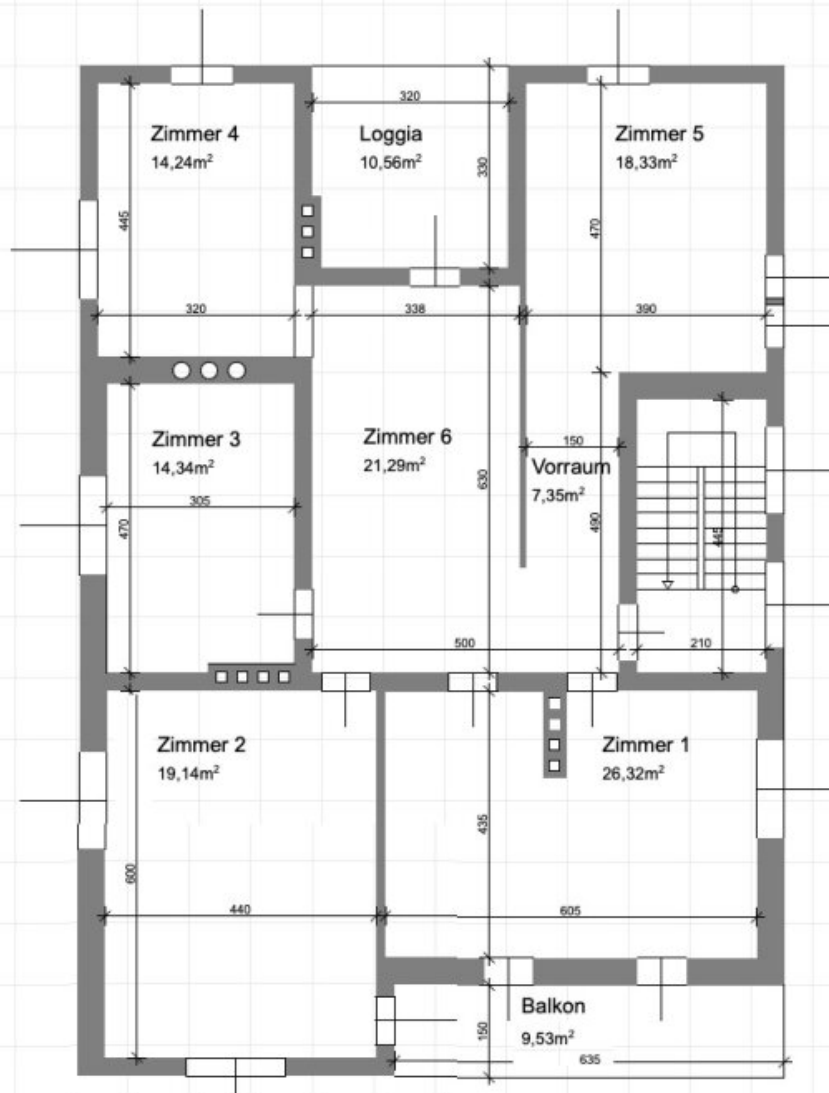 320
Zimmer 4
14,24m²
Loggia
10,56m²
Zimmer 5
18,33m²
330
445
470
320
338
390
Zimmer 3
14,34m²
Zimmer 6
21,29m²
150
Vorraum
7,35m²
305
470
630
490
445
500
210
Zimmer 2
19,14m²
Zimmer 1
26,32m²
435
600
440
605
Balkon
9,53m²
150
635